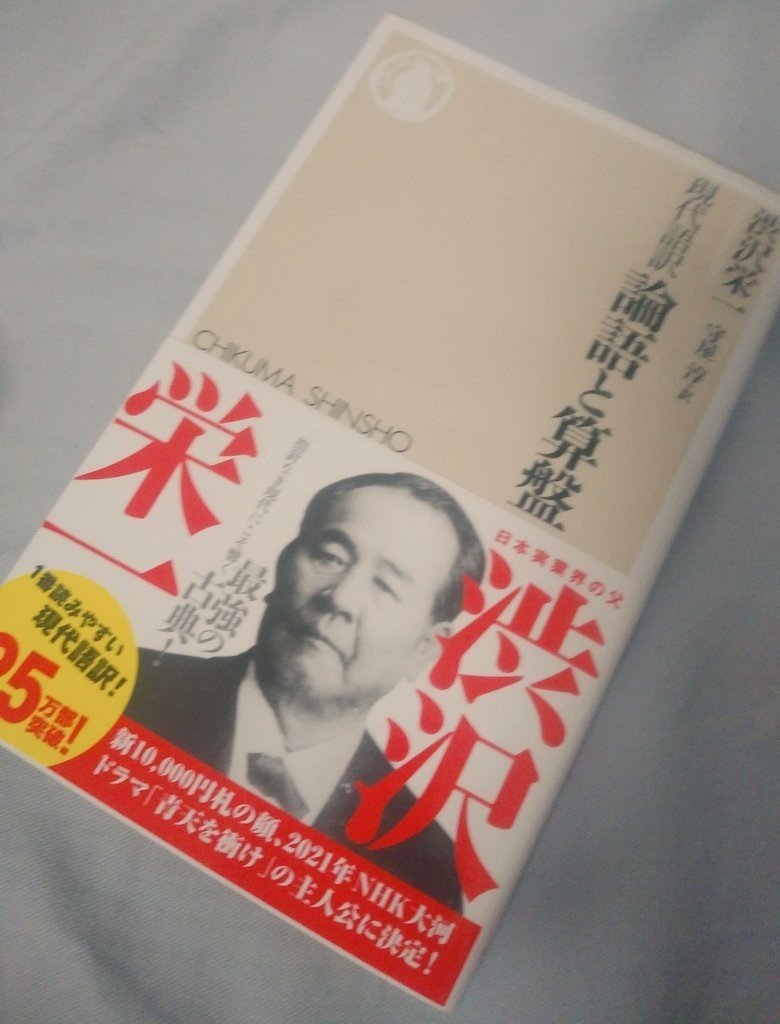 渋沢栄一
守屋 淳 訳
現代語訳
論語と算盤
CHIKUMA SHINSHO
日本実業界の父
渋沢
栄一
最強の
古典!
1番読みやすい
現代語訳!
5万部
突破!
新10,000円札の顔、2021年NHK大河
ドラマ「青天を衝け」の主人公に決定!